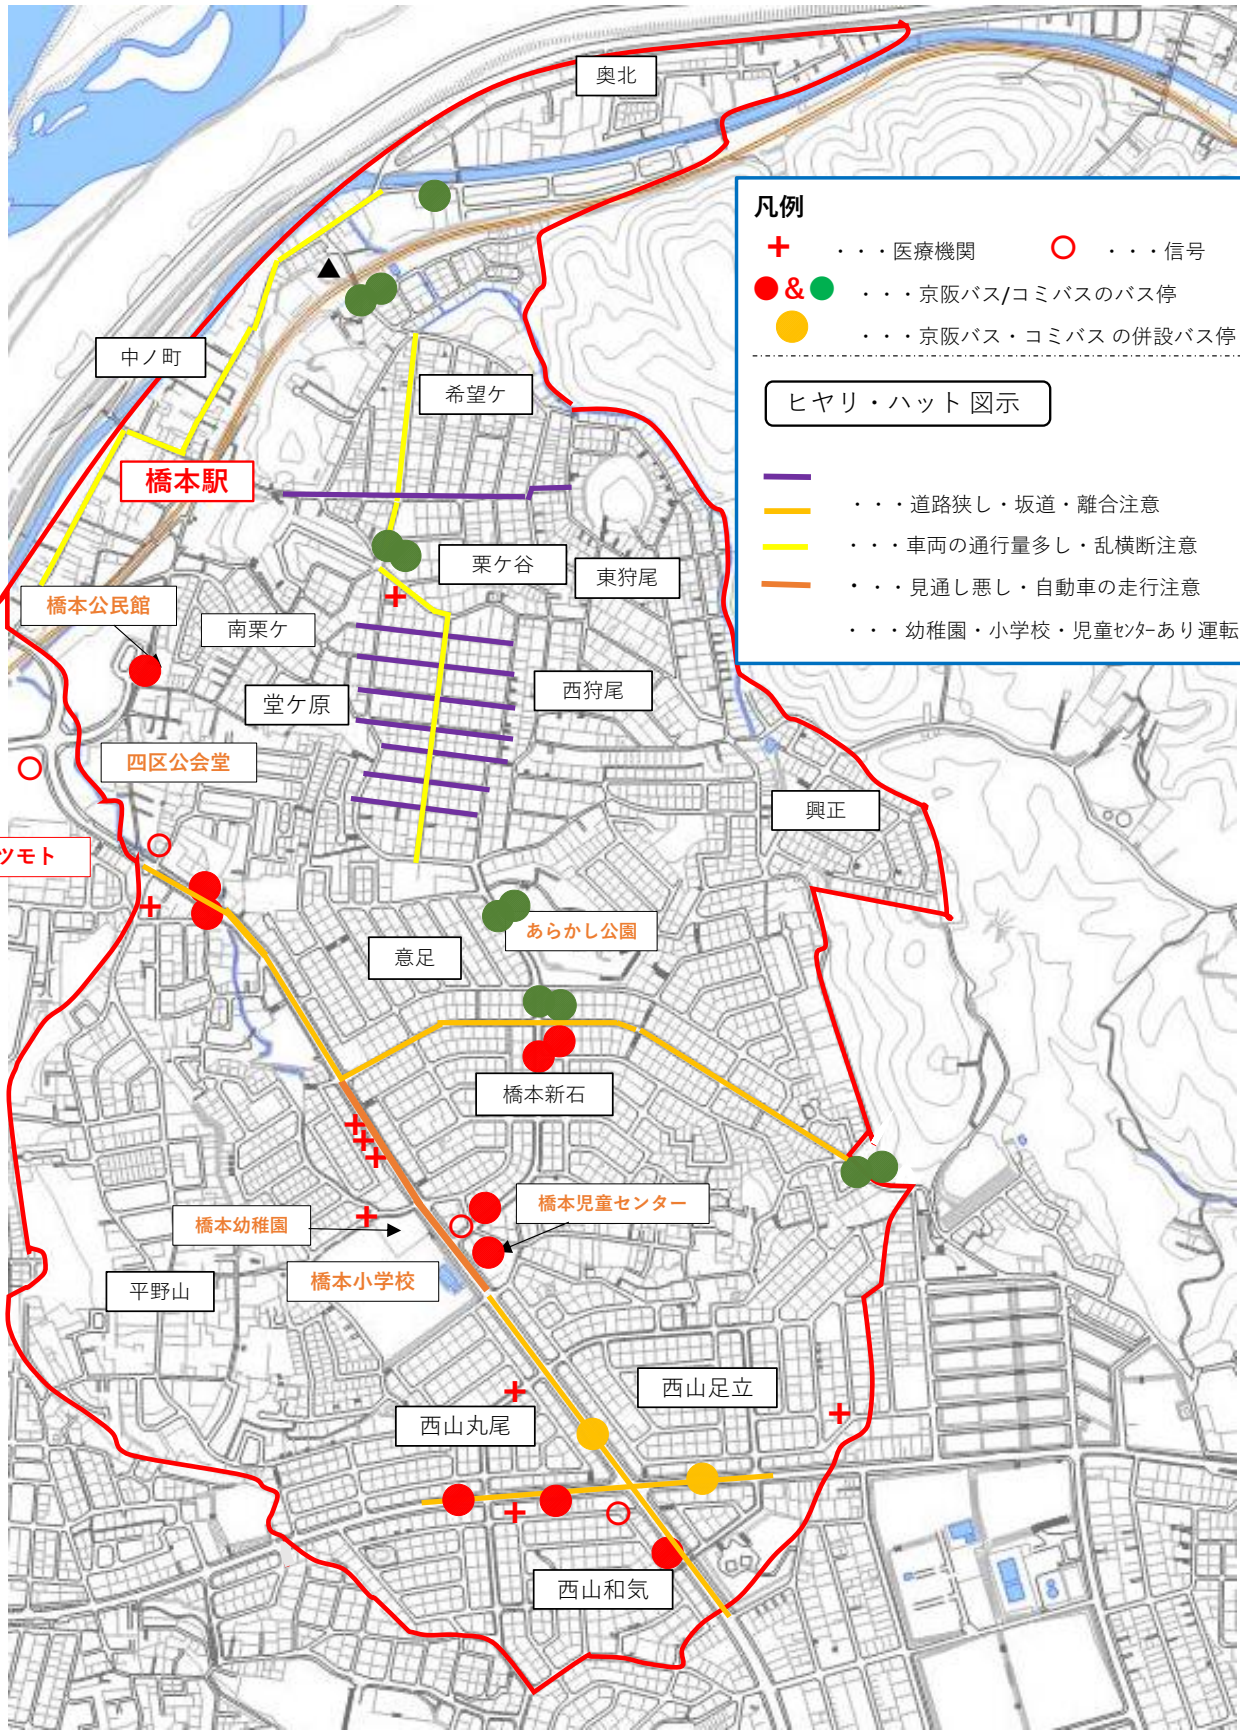 奥北
凡例
・・・医療機関
・・・信号
&
・・・京阪バス/コミバスのバス停
・・・京阪バス・コミバス の併設バス停
ヒヤリ・ハット 図示
・・・道路狭し・坂道・離合注意
・・・車両の通行量多し・乱横断注意
・・・見通し悪し・自動車の走行注意
・・・幼稚園・小学校・児童センターあり運転
中ノ町
希望ケ
橋本駅
栗ケ谷
東狩尾
橋本公民館
南栗ケ
西狩尾
堂ケ原
四区公会堂
興正
ツモト
あらかし公園
意足
橋本新石
橋本児童センター
橋本幼稚園
橋本小学校
平野山
西山足立
西山丸尾
西山和気